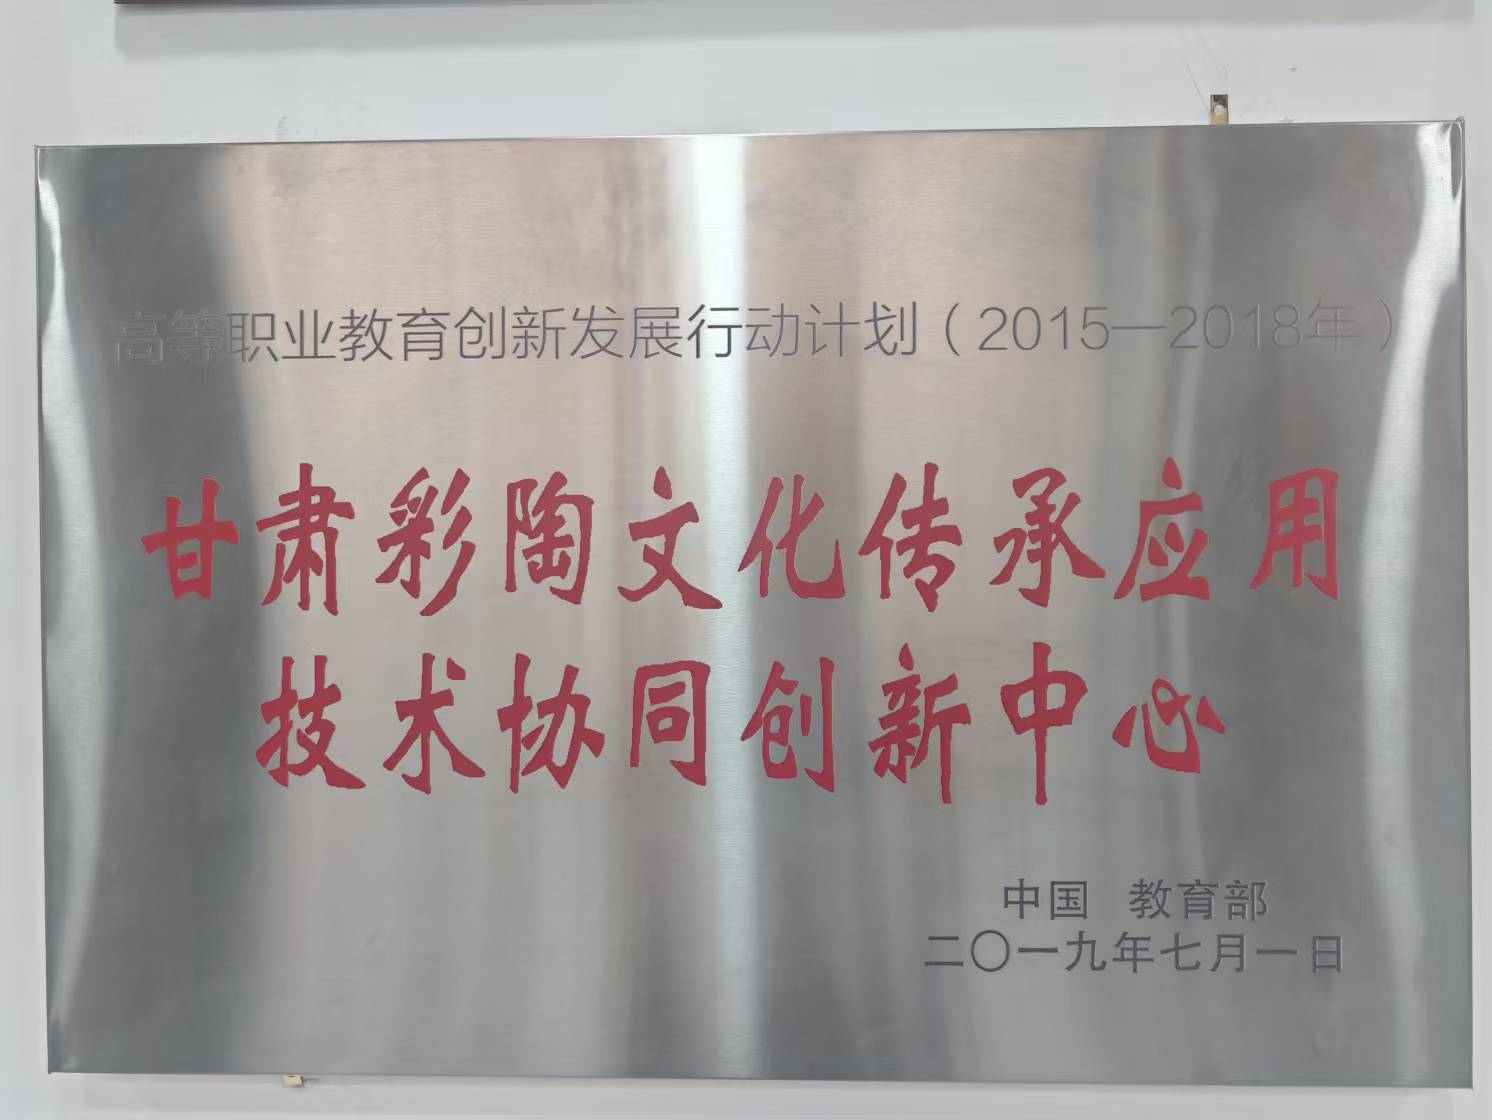 高等职业教育创新发展行动计划（2015—2018年）
甘肃彩陶文化传承应用
技术协同创新中心
中国 教育部
二〇一九年七月一日